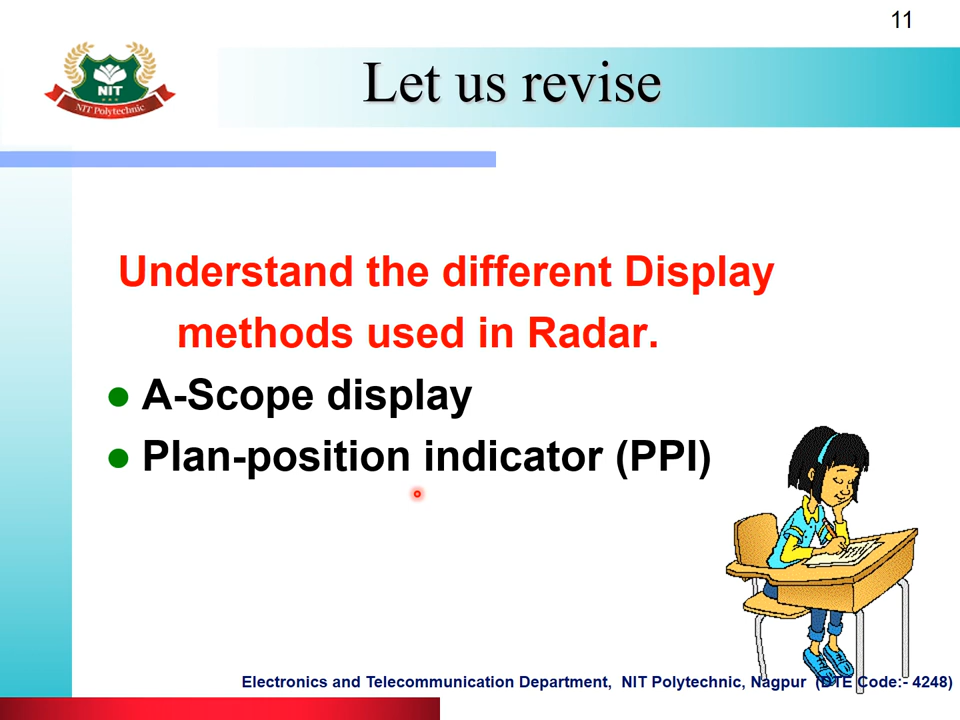 11
NIT
NIT Polytechnic
Let us revise
Understand the different Display
methods used in Radar.
A-Scope display
Plan-position indicator (PPI)
Electronics and Telecommunication Department, NIT Polytechnic, Nagpur (DTE Code:- 4248)